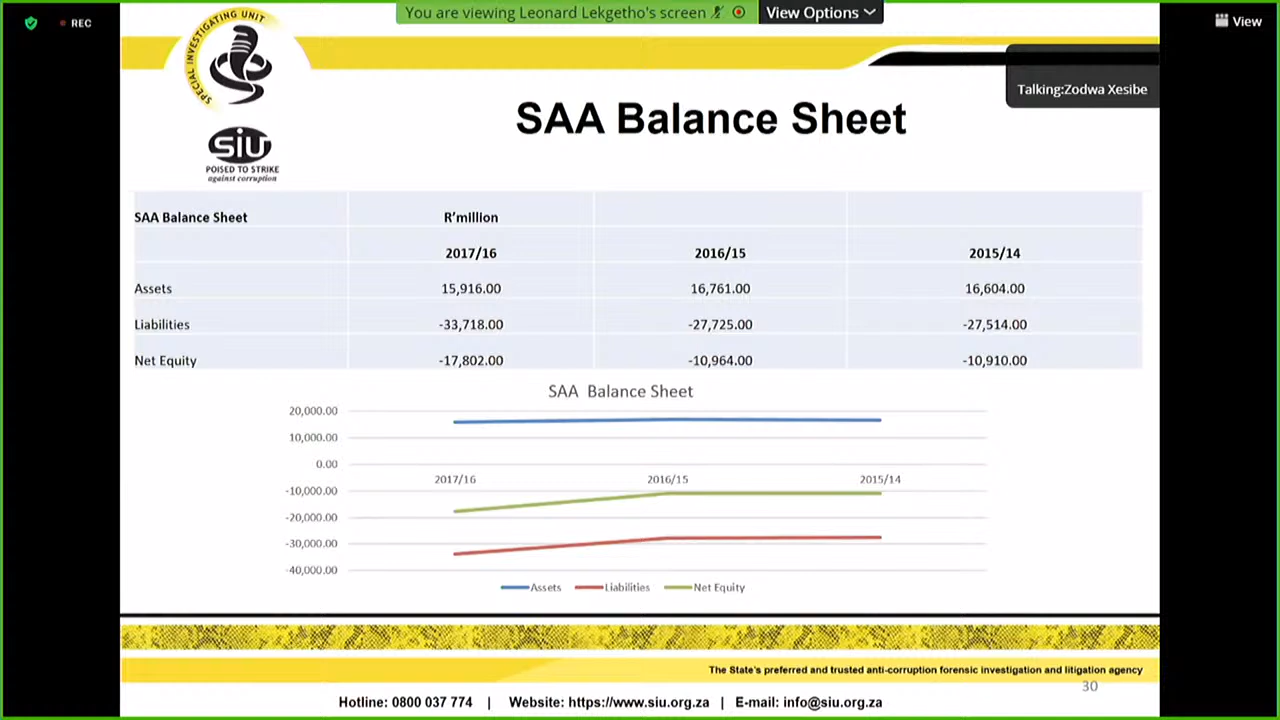 REC
You are viewing Leonard Lekgetho's screen
View Options
View
SPECIAL INVESTIGATING UNIT
Talking:Zodwa Xesibe
SAA Balance Sheet
SiU
POISED TO STRIKE
against corruption
SAA Balance Sheet R'million
2017/16 2016/15 2015/14
Assets 15,916.00 16,761.00 16,604.00
Liabilities -33,718.00 -27,725.00 -27,514.00
Net Equity -17,802.00 -10,964.00 -10,910.00
SAA Balance Sheet
20,000.00
10,000.00
0.00
2017/16 2016/15 2015/14
-10,000.00
-20,000.00
-30,000.00
-40,000.00
Assets Liabilities Net Equity
The State's preferred and trusted anti-corruption forensic investigation and litigation agency
30
Hotline: 0800 037 774 | Website: https://www.siu.org.za | E-mail: info@siu.org.za